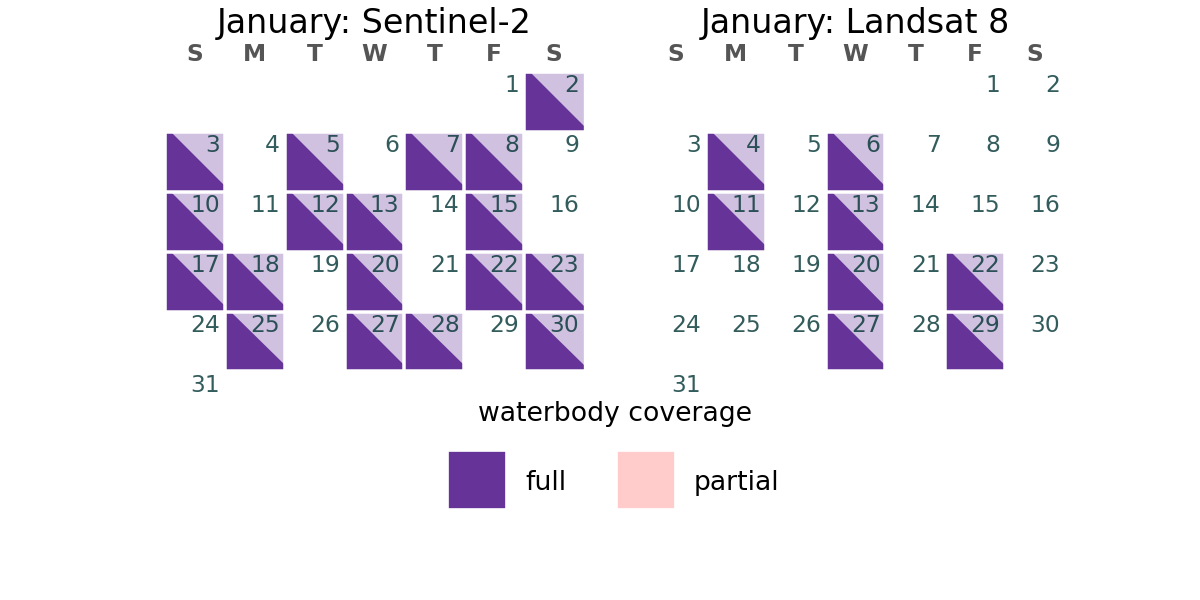 January: Sentinel-2
S M T W T F S
1 2
3 4 5 6 7 8 9
10 11 12 13 14 15 16
17 18 19 20 21 22 23
24 25 26 27 28 29 30
31
January: Landsat 8
S M T W T F S
1 2
3 4 5 6 7 8 9
10 11 12 13 14 15 16
17 18 19 20 21 22 23
24 25 26 27 28 29 30
31
waterbody coverage
full partial